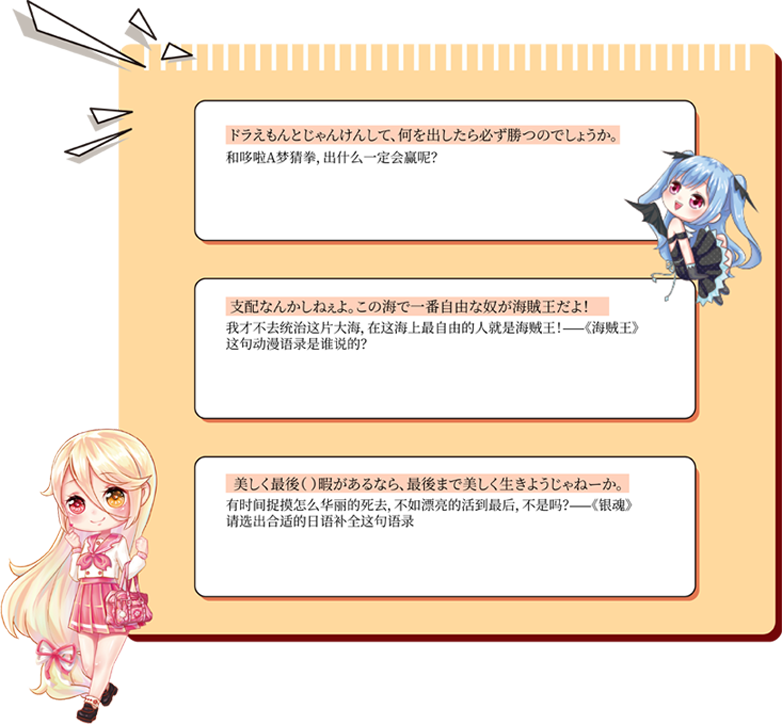 ドラえもんとじゃんけんして、何を出したら必ず勝つのでしょうか。
和哆啦A梦猜拳，出什么一定会赢呢？
支配なんかしねぇよ。この海で一番自由な奴が海賊王だよ！
我才不去统治这片大海，在这海上最自由的人就是海贼王！——《海贼王》
这句动漫语录是谁说的？
美しく最後（ ）暇があるなら、最後まで美しく生きようじゃねーか。
有时间捉摸怎么华丽的死去，不如漂亮的活到最后，不是吗？——《银魂》
请选出合适的日语补全这句语录